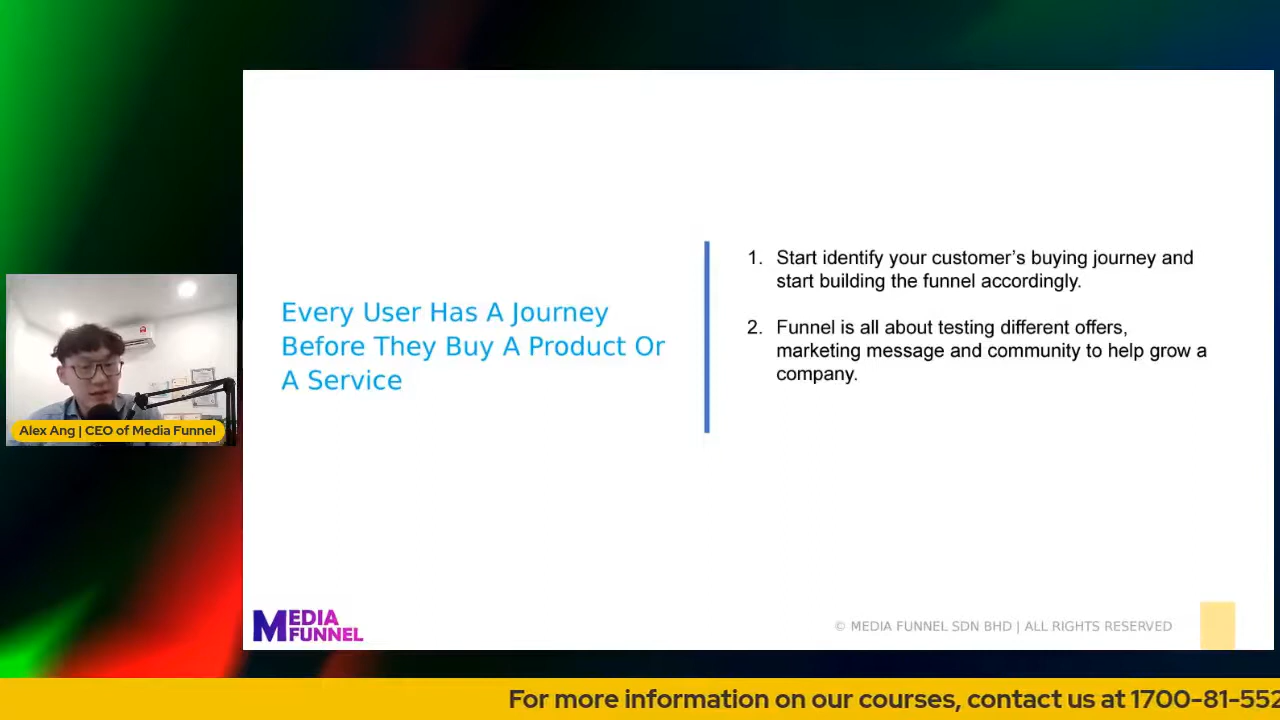 Every User Has A Journey
Before They Buy A Product Or
A Service
1. Start identify your customer’s buying journey and
start building the funnel accordingly.
2. Funnel is all about testing different offers,
marketing message and community to help grow a
company.
Alex Ang | CEO of Media Funnel
MEDIA
FUNNEL
© MEDIA FUNNEL SDN BHD | ALL RIGHTS RESERVED
For more information on our courses, contact us at 1700-81-552